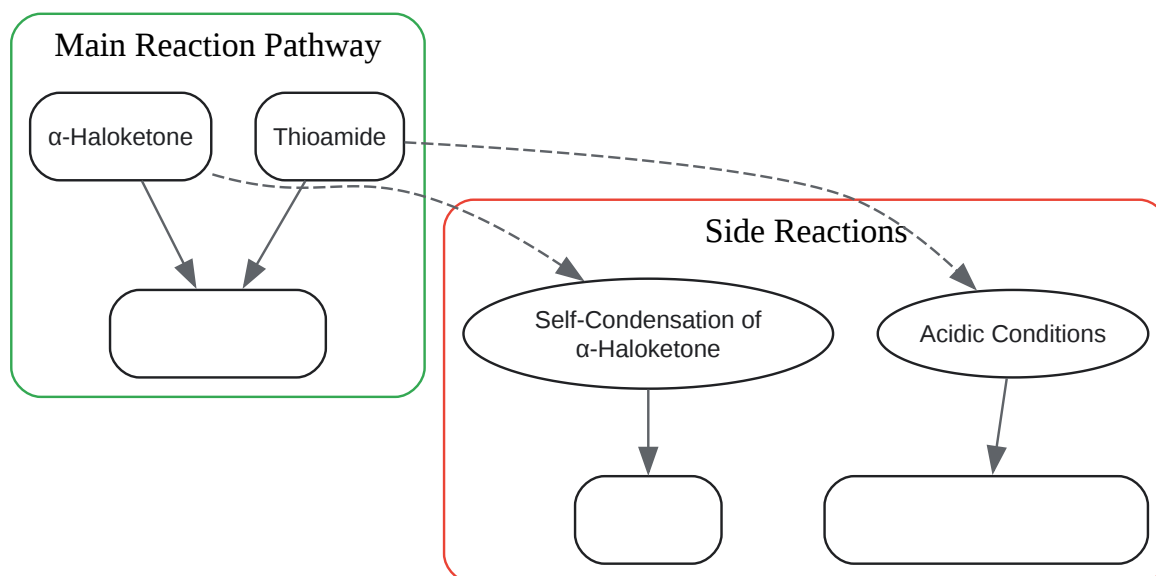 Main Reaction Pathway
α-Haloketone
Thioamide
Side Reactions
Self-Condensation of
α-Haloketone
Acidic Conditions